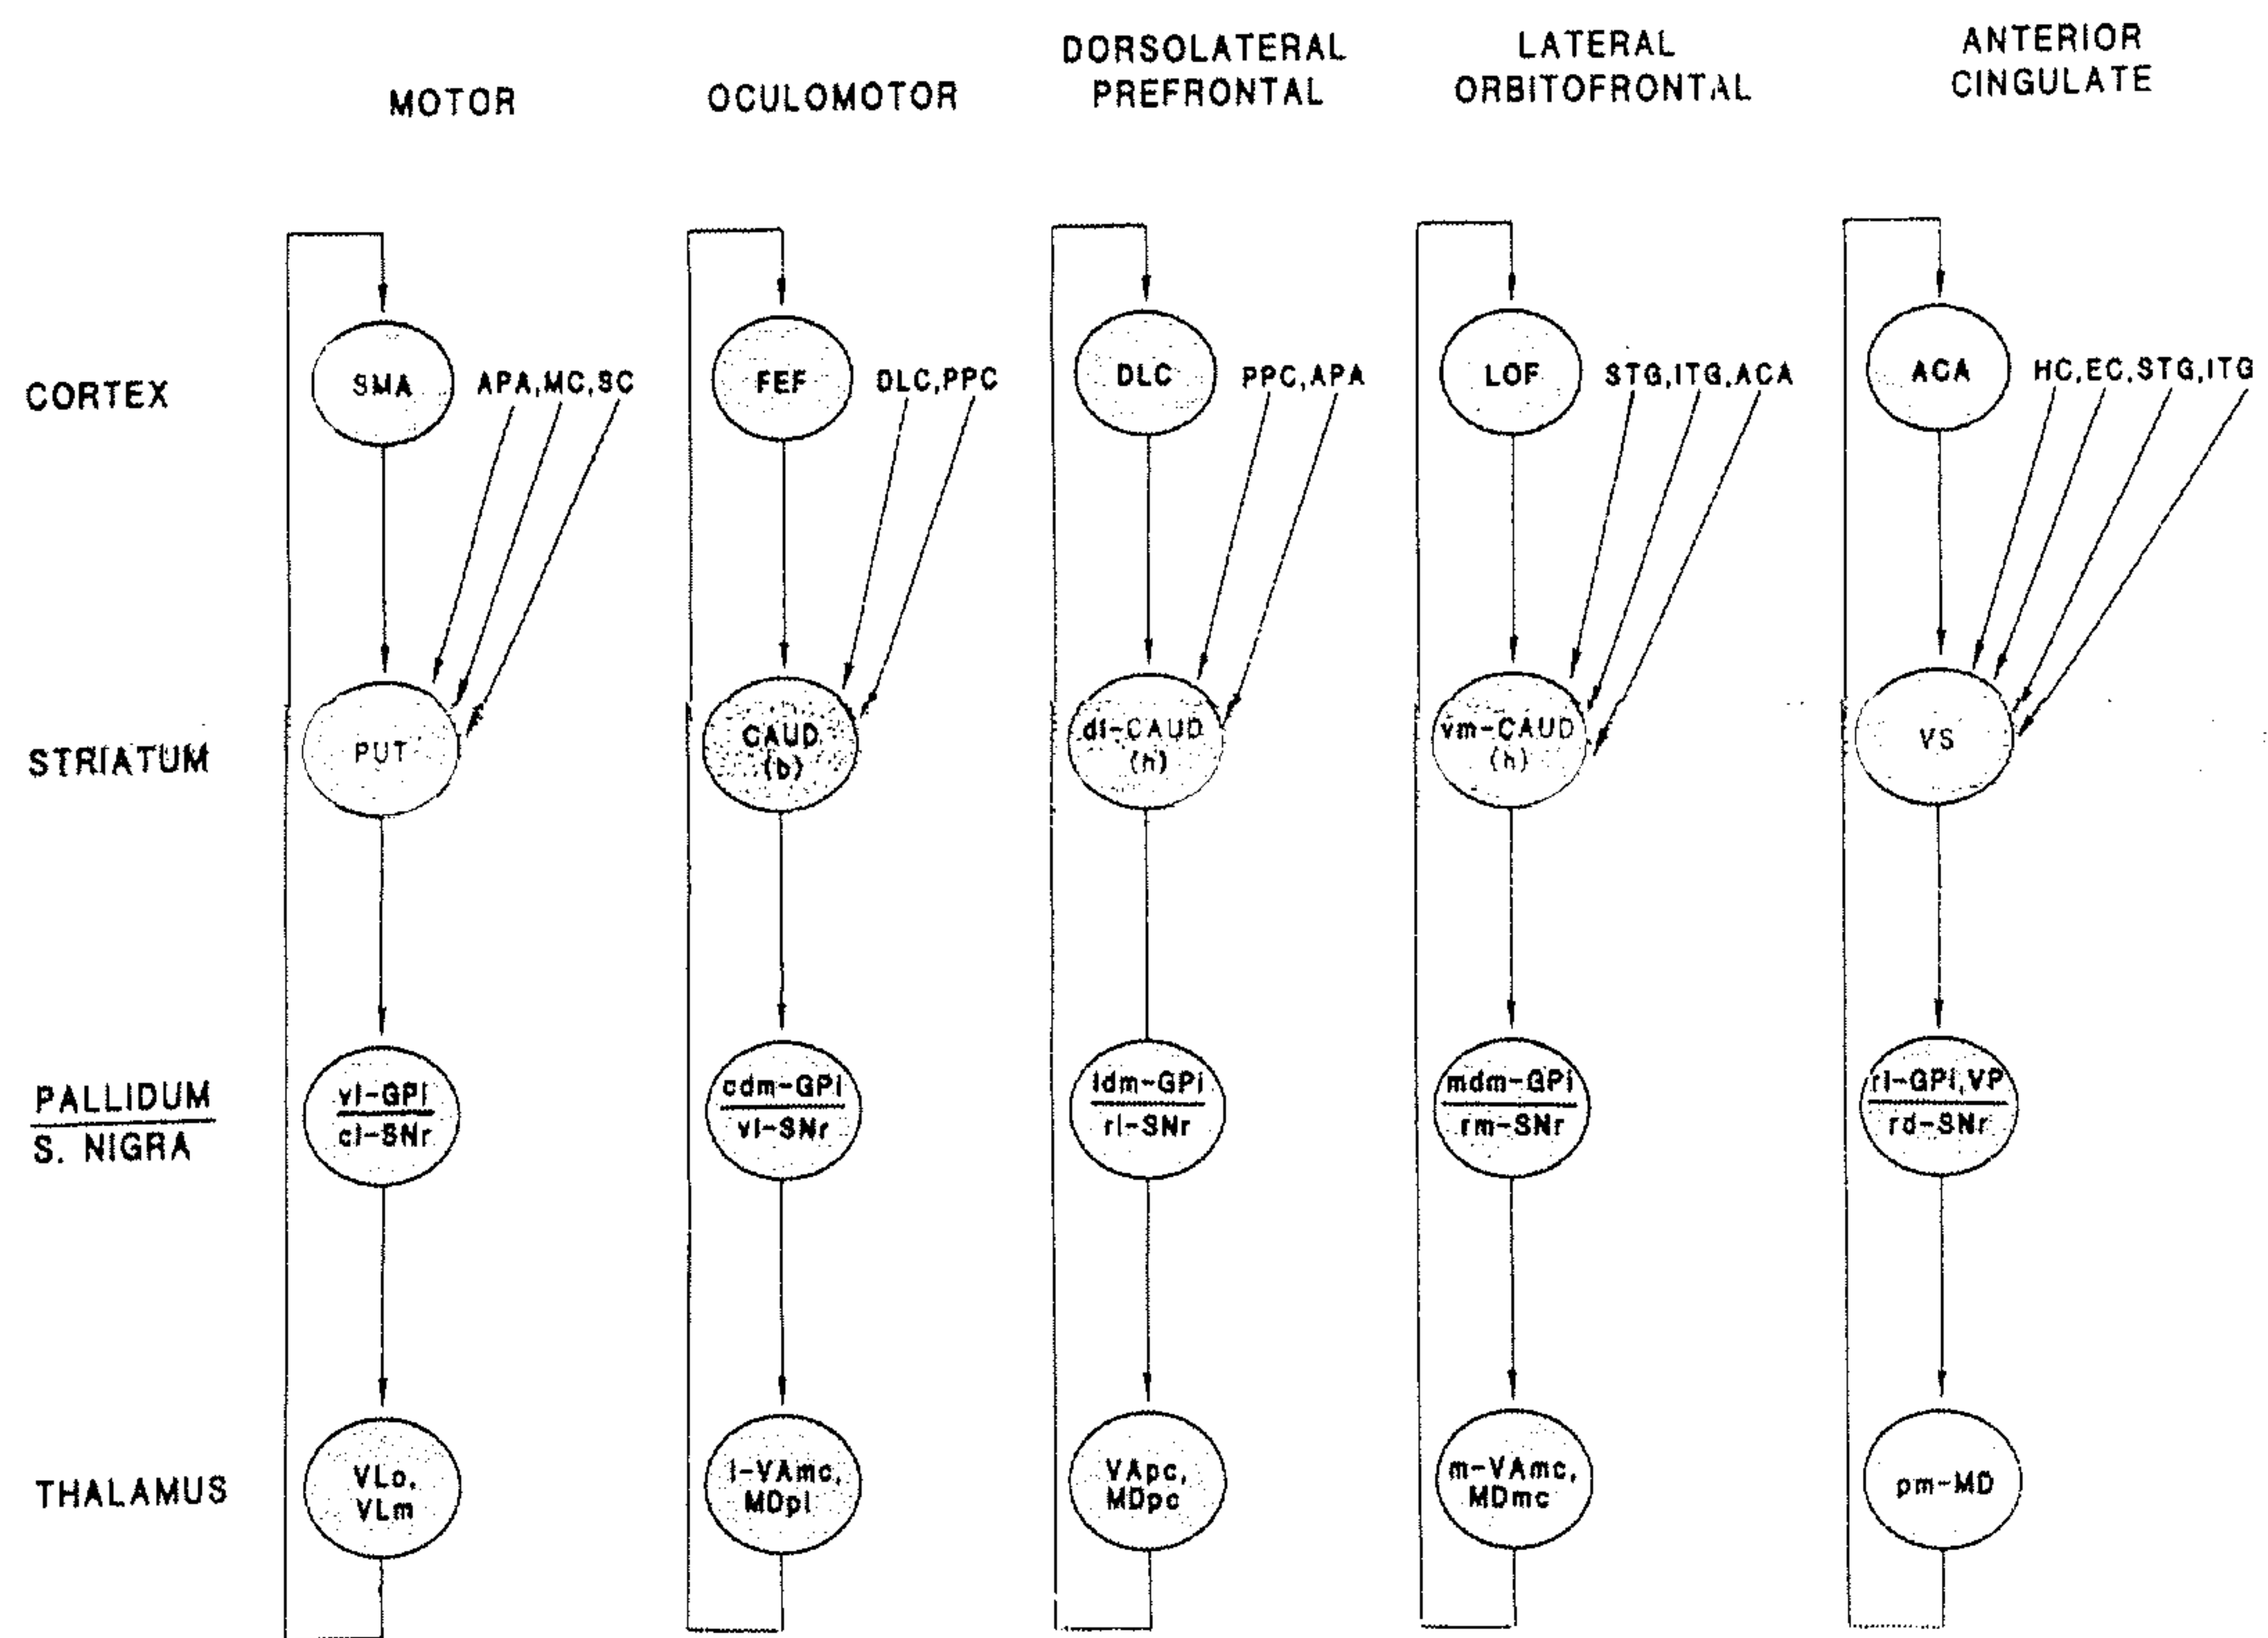 MOTOR
OCULOMOTOR
DORSOLATERAL
PREFRONTAL
LATERAL
ORBITOFRONTAL
ANTERIOR
CINGULATE
CORTEX
SMA
APA,MC,SC
FEF
DLC,PPC
DLC
PPC,APA
LOF
STG,ITG,ACA
ACA
HC,EC,STG,ITG
STRIATUM
PUT
CAUD
(b)
dl-CAUD
(h)
vm-CAUD
(h)
VS
PALLIDUM
S. NIGRA
vl-GPi
cl-SNr
cdm-GPi
vl-SNr
ldm-GPi
rl-SNr
mdm-GPi
rm-SNr
rl-GPi,VP
rd-SNr
THALAMUS
VLo,
VLm
l-VAmc,
MDpl
VApc,
MDpc
m-VAmc,
MDmc
pm-MD